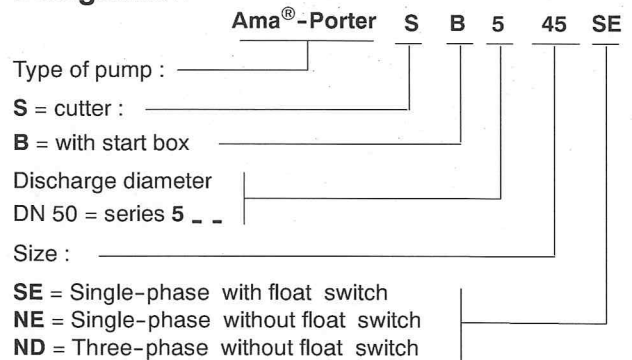 Ama®-Porter S B 5 45 SE
Type of pump :
S = cutter :
B = with start box
Discharge diameter
DN 50 = series 5 _ _
Size :
SE = Single-phase with float switch
NE = Single-phase without float switch
ND = Three-phase without float switch